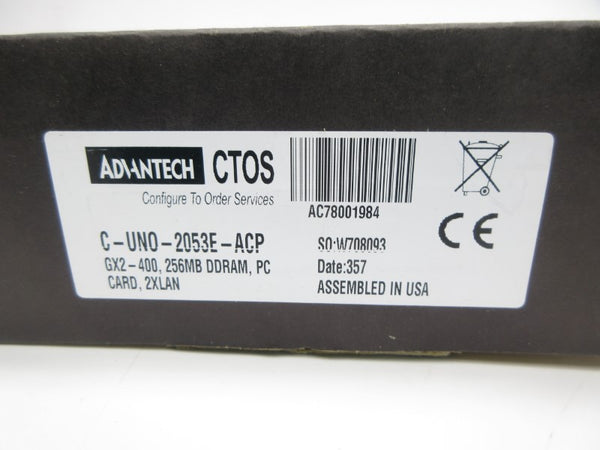 ADVANTECH CTOS
Configure To Order Services
AC78001984
C-UNO-2053E-ACP
GX2-400, 256MB DDRAM, PC
CARD, 2XLAN
SO:W708093
Date:357
ASSEMBLED IN USA
CE